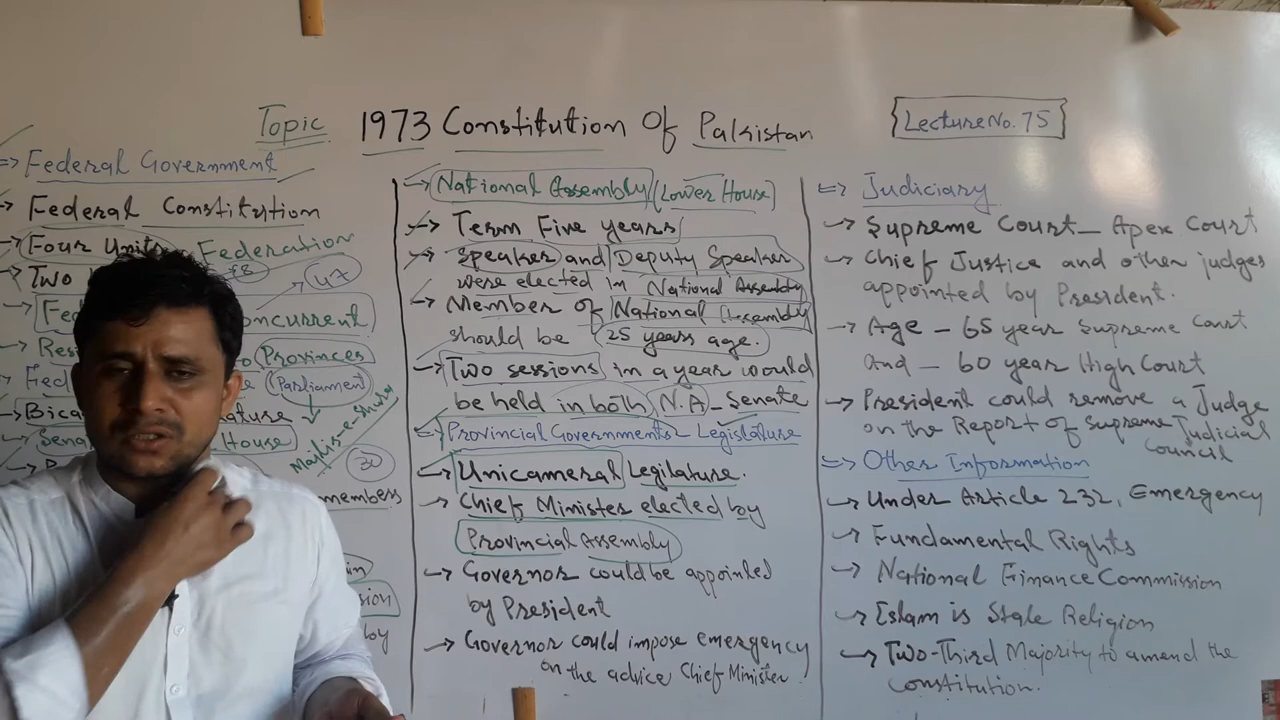 Topic 1973 Constitution Of Pakistan
Lecture No. 75
=> Federal Government
-> Federal Constitution
-> Four Units Federation
-> Two
47
oncurrent
Provinces
(Parliament)
-> Bica ature
House
Majlis-e-Shura
30
members
by
-> National Assembly (Lower House)
-> Term Five years
-> Speaker and Deputy Speaker
were elected in National Assembly
-> Member of National Assembly
should be 25 years age.
-> Two sessions in a year would
be held in both N.A - Senate
=> Provincial Governments - Legislature
-> Unicameral Legilature.
-> Chief Minister elected by
Provincial Assembly
-> Governor could be appointed
by President
-> Governor could impose emergency
on the advice Chief Minister.
=> Judiciary
-> Supreme Court - Apex Court
-> Chief Justice and other judges
appointed by President.
-> Age - 65 year Supreme Court
And - 60 year High Court
-> President could remove a Judge
on the Report of Supreme Judicial
Council
=> Other Information
-> Under Article 232, Emergency
-> Fundamental Rights
-> National Finance Commission
-> Islam is State Religion
-> Two-Third Majority to amend the
constitution.